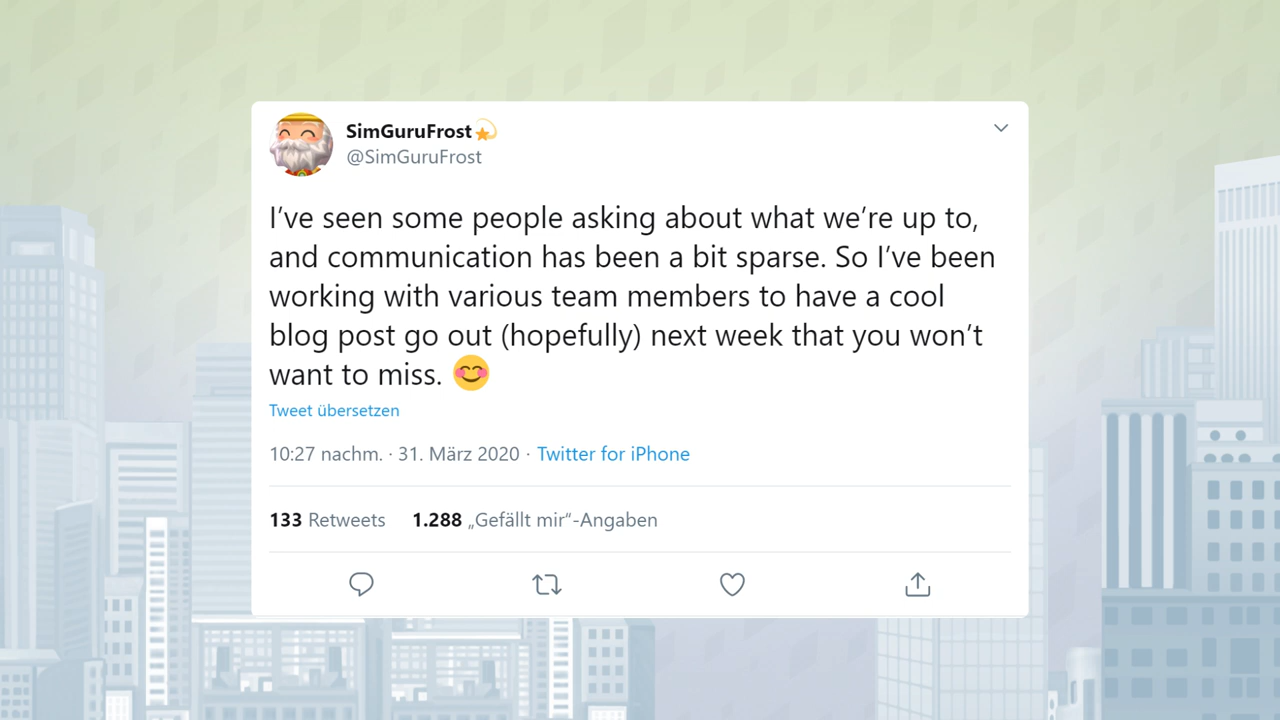 SimGuruFrost💫
@SimGuruFrost
I’ve seen some people asking about what we’re up to,
and communication has been a bit sparse. So I’ve been
working with various team members to have a cool
blog post go out (hopefully) next week that you won’t
want to miss. 😊
Tweet übersetzen
10:27 nachm. · 31. März 2020 · Twitter for iPhone
133 Retweets 1.288 „Gefällt mir“-Angaben